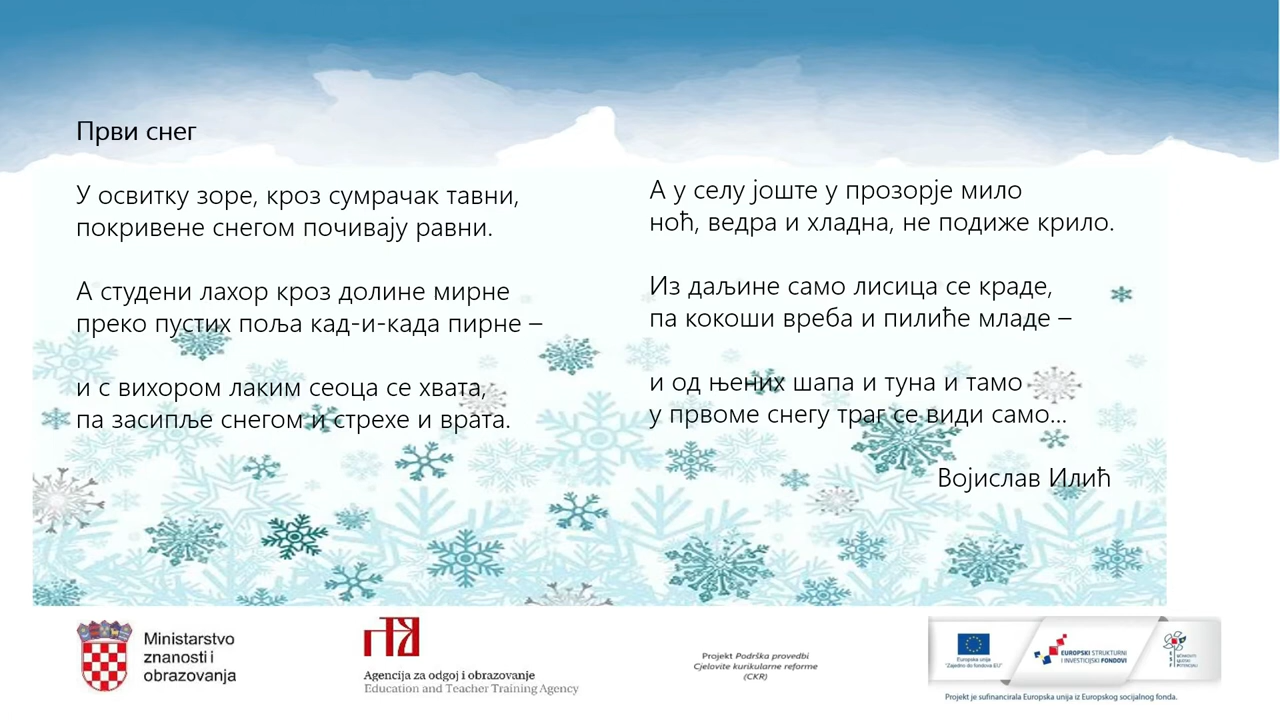 Први снег
У освитку зоре, кроз сумрачак тавни,
покривене снегом почивају равни.
А студени лахор кроз долине мирне
преко пустих поља кад-и-када пирне –
и с вихором лаким сеоца се хвата,
па засипље снегом и стрехе и врата.
А у селу јоште у прозорје мило
ноћ, ведра и хладна, не подиже крило.
Из даљине само лисица се краде,
па кокоши вреба и пилиће младе –
и од њених шапа и туна и тамо
у првоме снегу траг се види само...
Војислав Илић
Ministarstvo
znanosti i
obrazovanja
Agencija za odgoj i obrazovanje
Education and Teacher Training Agency
Projekt Podrška provedbi
Cjelovite kurikularne reforme
(CKR)
Europska unija
"Zajedno do fondova EU"
EUROPSKI STRUKTURNI
I INVESTICIJSKI FONDOVI
Projekt je sufinancirala Europska unija iz Europskog socijalnog fonda.